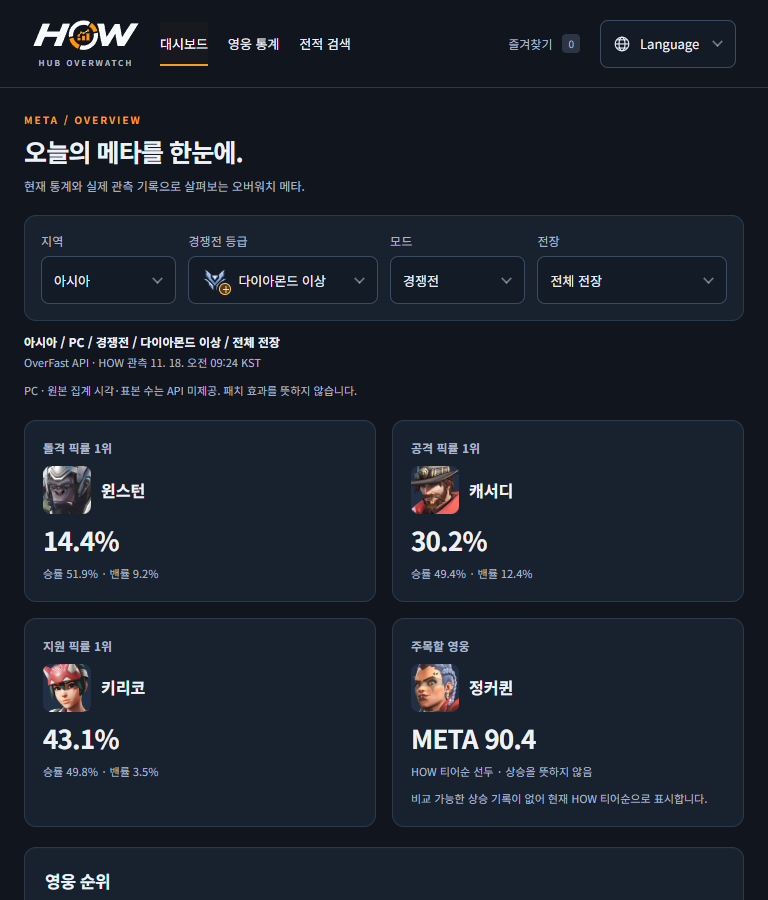 HOW
HUB OVERWATCH
대시보드
영웅 통계
전적 검색
즐겨찾기 0
Language
META / OVERVIEW
오늘의 메타를 한눈에.
현재 통계와 실제 관측 기록으로 살펴보는 오버워치 메타.
지역
경쟁전 등급
모드
전장
아시아
다이아몬드 이상
경쟁전
전체 전장
아시아 / PC / 경쟁전 / 다이아몬드 이상 / 전체 전장
OverFast API · HOW 관측 11. 18. 오전 09:24 KST
PC · 원본 집계 시각·표본 수는 API 미제공. 패치 효과를 뜻하지 않습니다.
돌격 픽률 1위
윈스턴
14.4%
승률 51.9% · 밴률 9.2%
공격 픽률 1위
캐서디
30.2%
승률 49.4% · 밴률 12.4%
지원 픽률 1위
키리코
43.1%
승률 49.8% · 밴률 3.5%
주목할 영웅
정커퀸
META 90.4
HOW 티어순 선두 · 상승을 뜻하지 않음
비교 가능한 상승 기록이 없어 현재 HOW 티어순으로 표시합니다.
영웅 순위